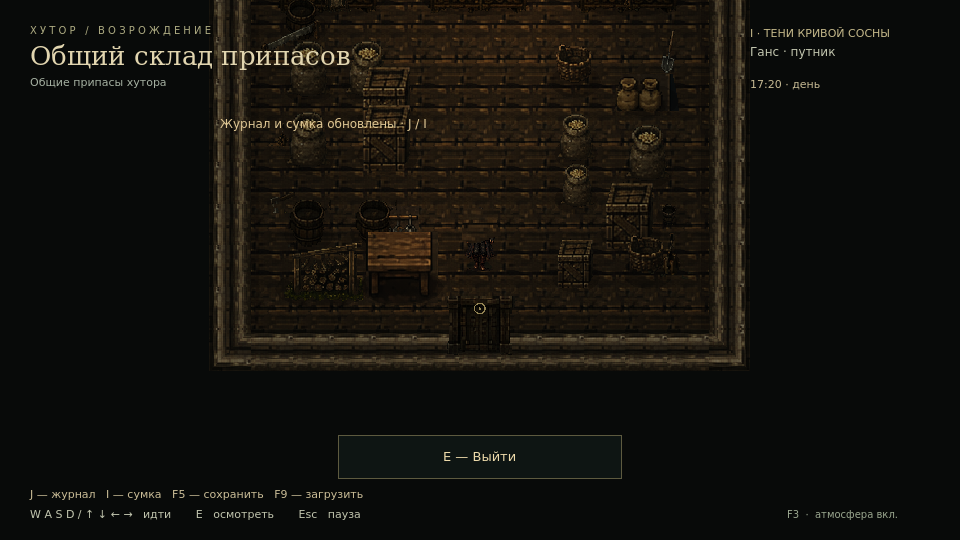 ХУТОР / ВОЗРОЖДЕНИЕ
Общий склад припасов
Общие припасы хутора
I · ТЕНИ КРИВОЙ СОСНЫ
Ганс · путник
17:20 · день
Журнал и сумка обновлены · J / I
E — Выйти
J — журнал I — сумка F5 — сохранить F9 — загрузить
W A S D / ↑ ↓ ← → идти E осмотреть Esc пауза
F3 · атмосфера вкл.